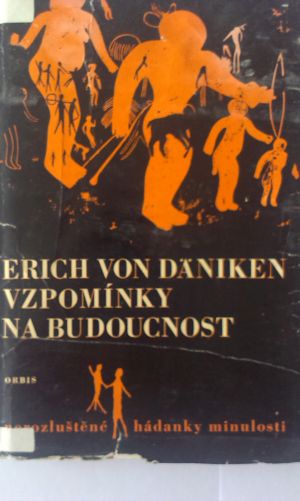 ERICH VON DÄNIKEN
VZPOMÍNKY
NA BUDOUCNOST
ORBIS
nerozluštěné hádanky minulosti